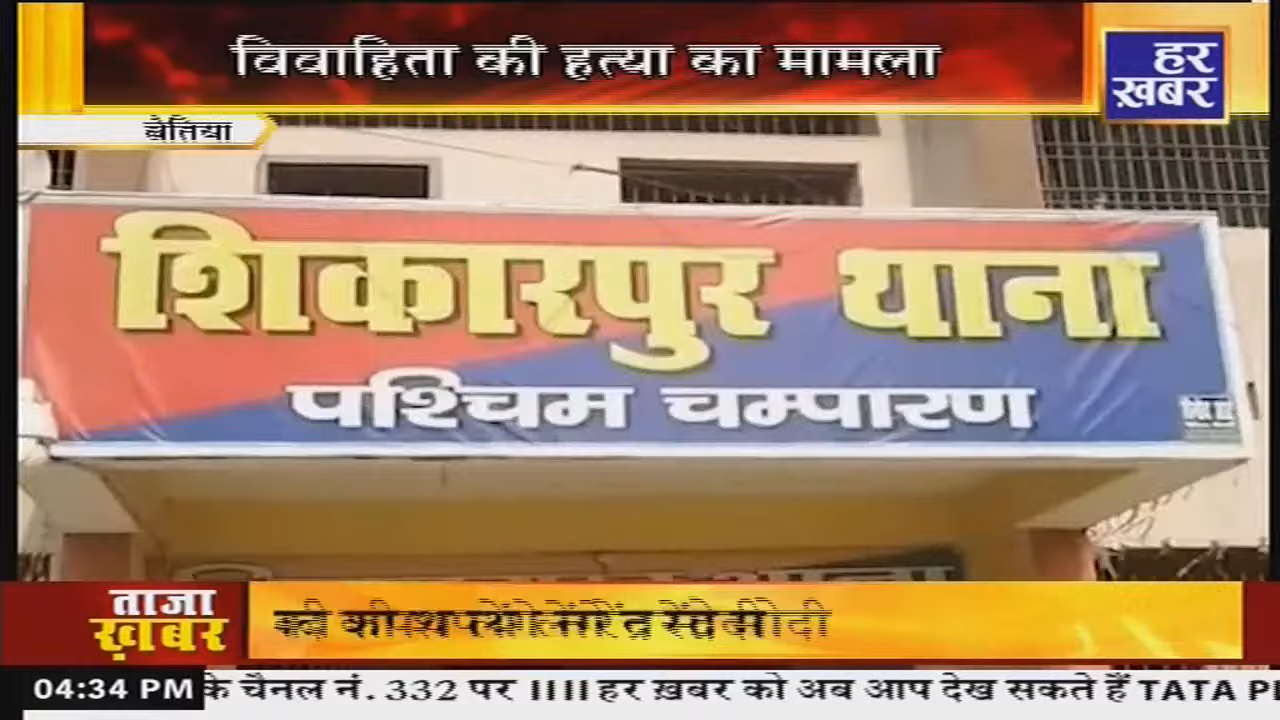 विवाहिता की हत्या का मामला
हर
ख़बर
बेतिया
शिकारपुर थाना
पश्चिम चम्पारण
ताजा
ख़बर
04:34 PM के चैनल नं. 332 पर ||||हर ख़बर को अब आप देख सकते हैं TATA